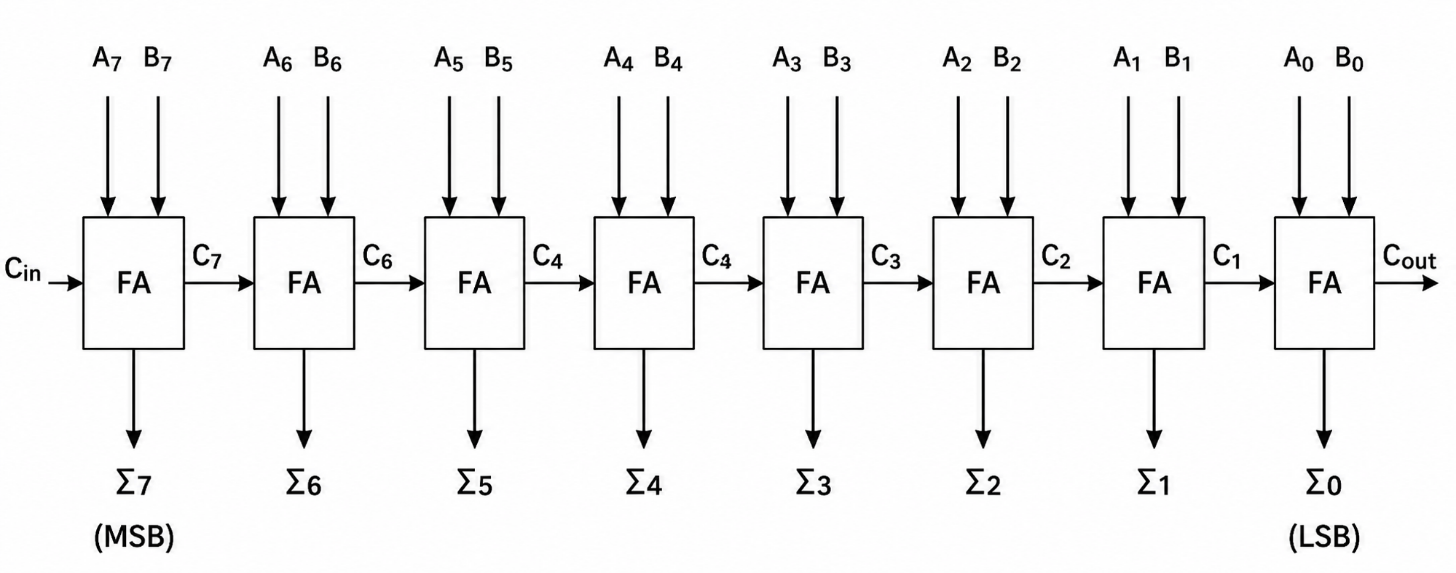 A₇ B₇ A₆ B₆ A₅ B₅ A₄ B₄ A₃ B₃ A₂ B₂ A₁ B₁ A₀ B₀
Cᵢₙ FA C₇ FA C₆ FA C₄ FA C₄ FA C₃ FA C₂ FA C₁ FA Cₒᵤₜ
Σ7 Σ6 Σ5 Σ4 Σ3 Σ2 Σ1 Σ0
(MSB) (LSB)